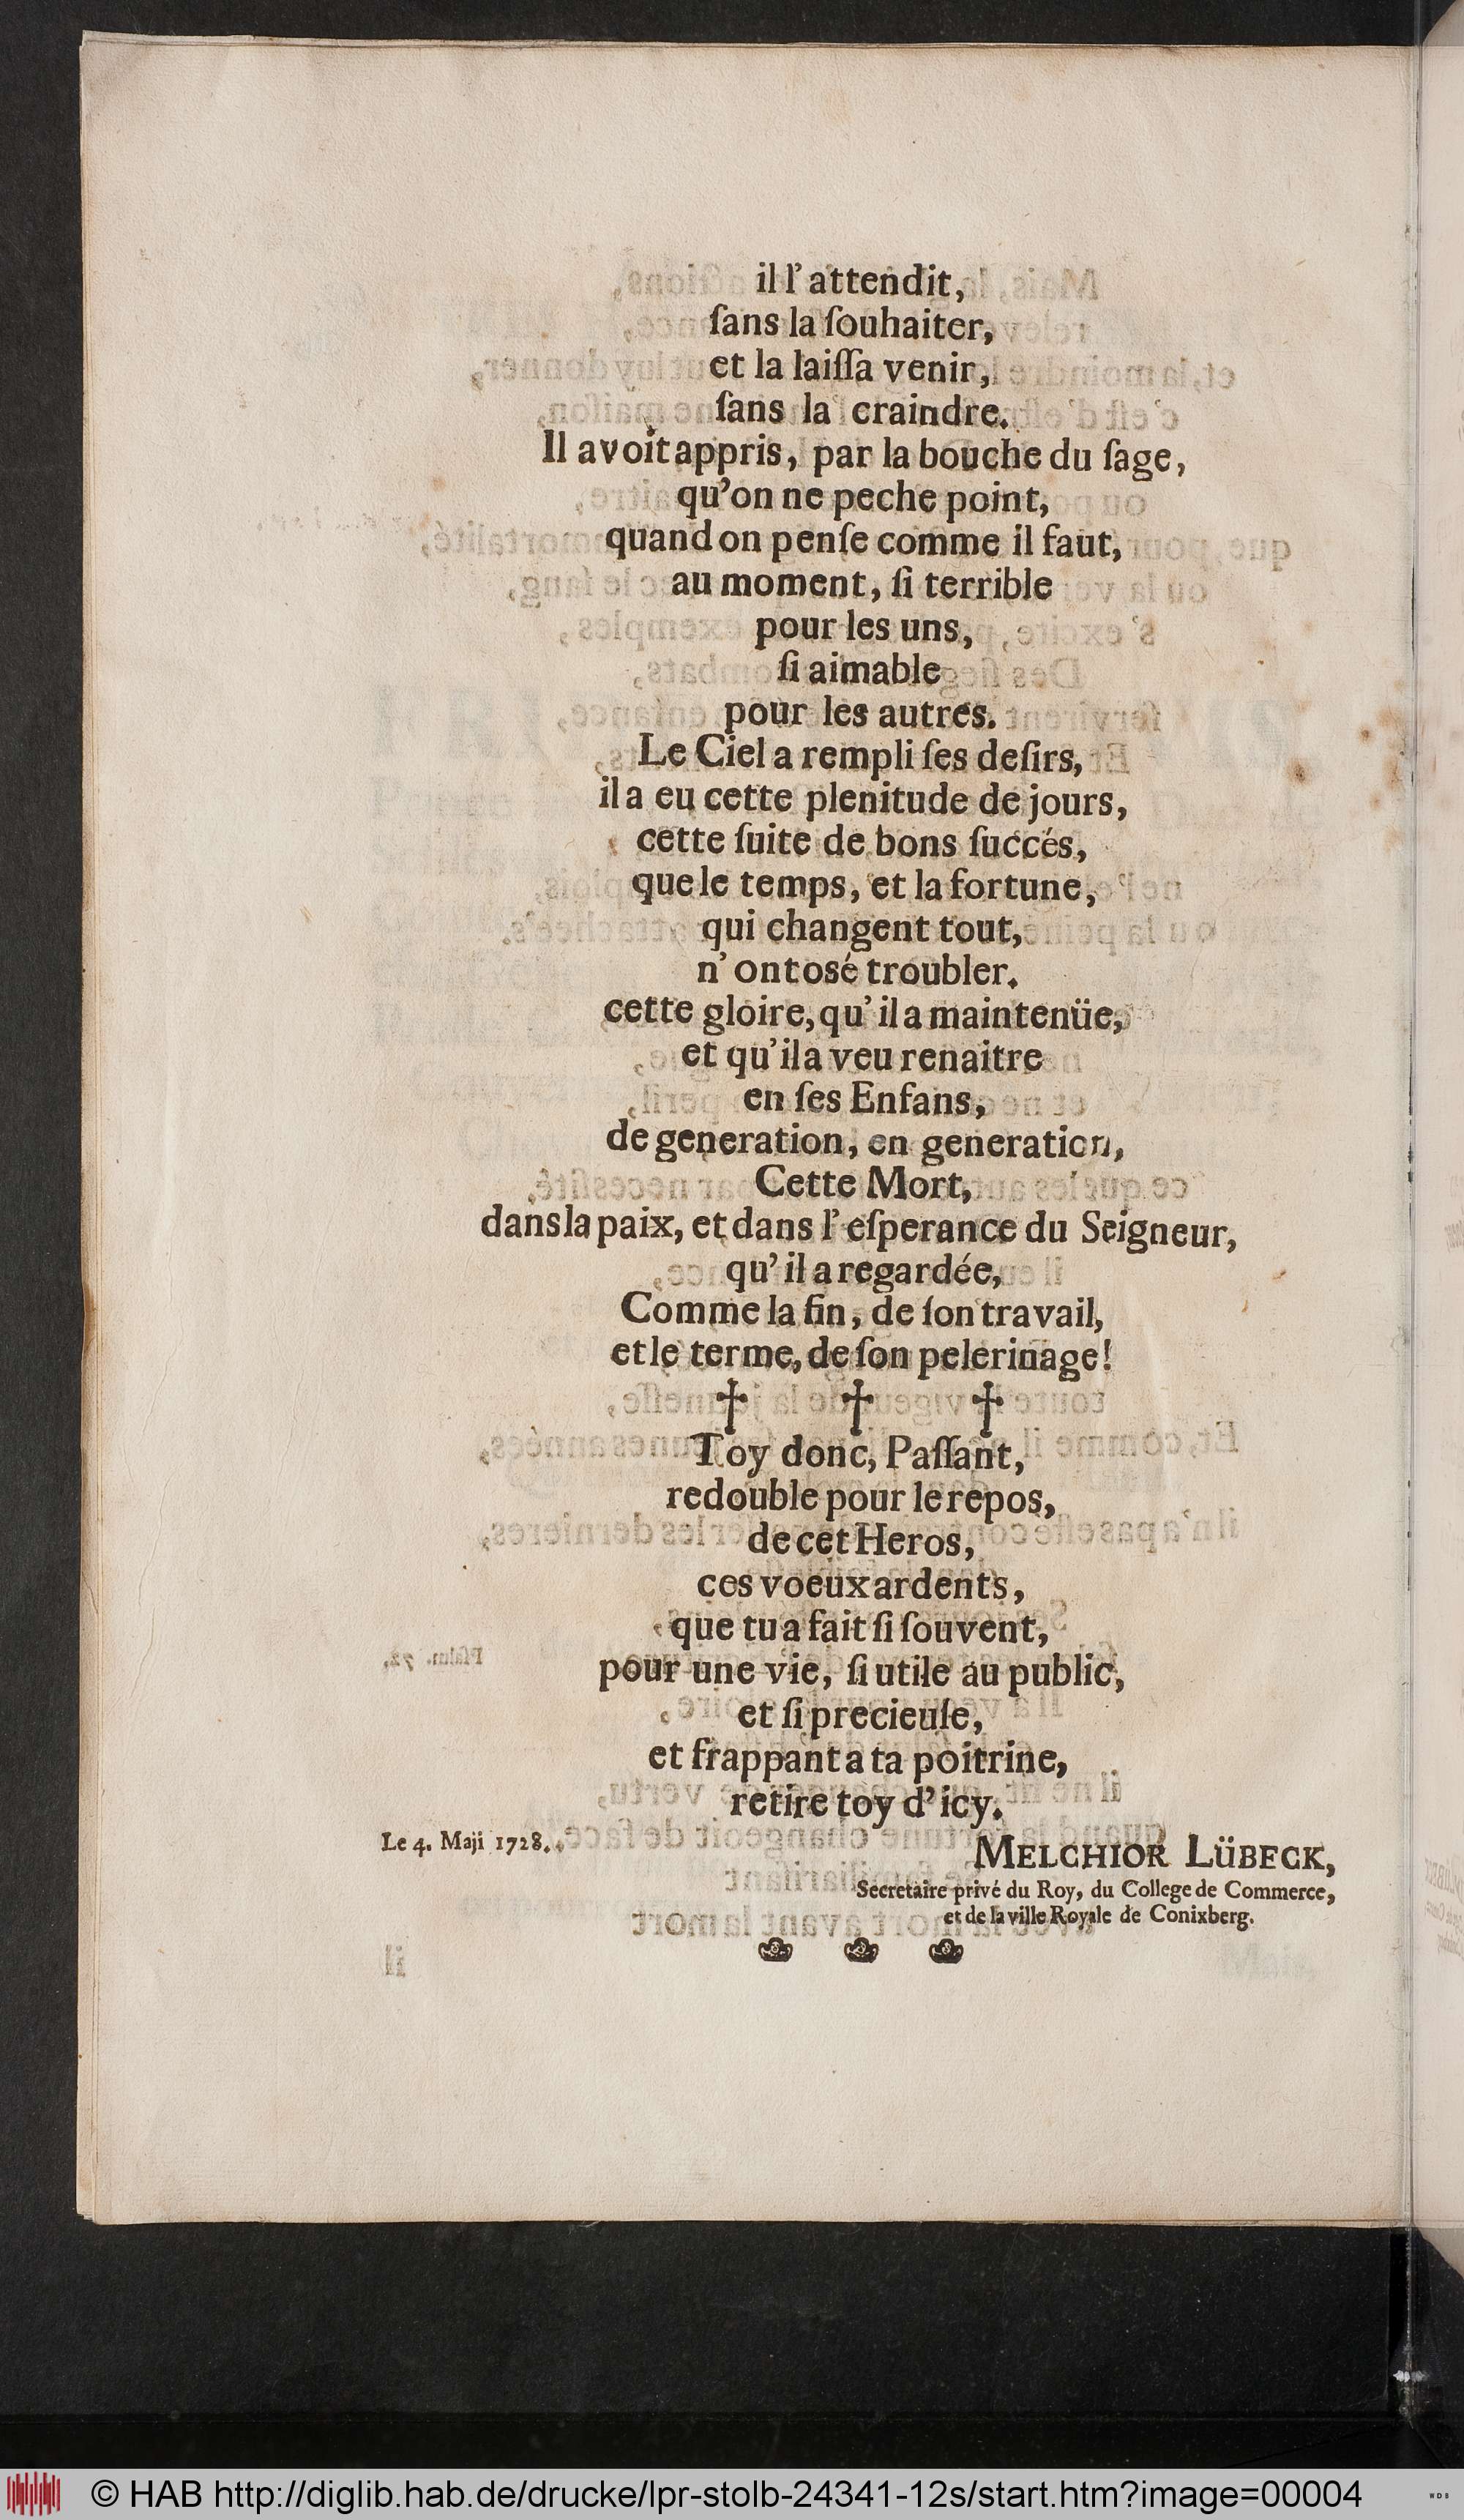 il l' attendit,
ſans la ſouhaiter,
et la laiſſa venir,
ſans la craindre.
Il avoit appris, par la bouche du ſage,
qu'on ne peche point,
quand on penſe comme il faut,
au moment, ſi terrible
pour les uns,
ſi aimable
pour les autres.
Le Ciel a rempli ſes deſirs,
il a eu cette plenitude de jours,
cette ſuite de bons ſuccés,
que le temps, et la fortune,
qui changent tout,
n' ont osé troubler.
cette gloire, qu' il a maintenüe,
et qu'il a veu renaitre
en ſes Enfans,
de generation, en generation,
Cette Mort,
dans la paix, et dans l' eſperance du Seigneur,
qu' il a regardée,
Comme la fin, de ſon travail,
et le terme, de ſon pelerinage!
† † †
Toy donc, Paſſant,
redouble pour le repos,
de cet Heros,
ces voeux ardents,
que tu a fait ſi ſouvent,
pour une vie, ſi utile au public,
et ſi precieuſe,
et frappant a ta poitrine,
retire toy d' icy.
Le 4. Maji 1728.
MELCHIOR LÜBECK,
Secretaire privé du Roy, du College de Commerce,
et de la ville Royale de Conixberg.
© HAB http://diglib.hab.de/drucke/lpr-stolb-24341-12s/start.htm?image=00004
WDB